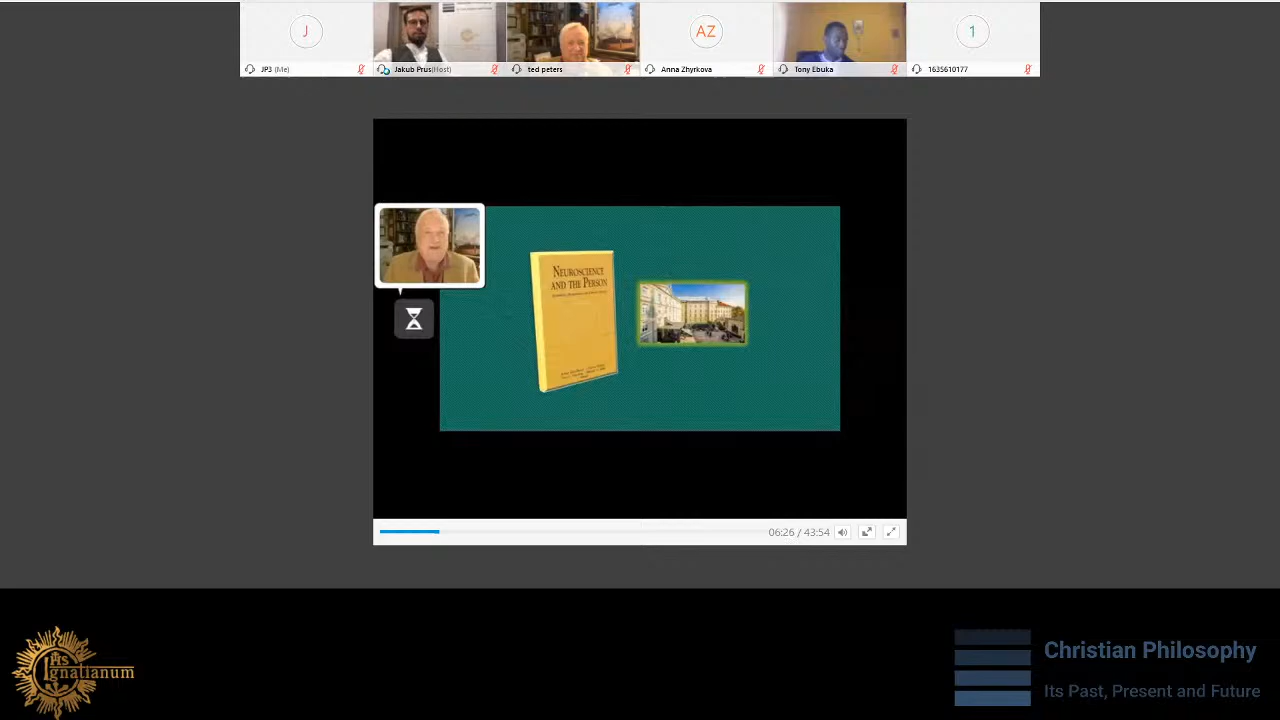 J
AZ
1
JP3 (Me)
Jakub Prus(Host)
ted peters
Anna Zhyrkova
Tony Ebuka
1635610177
NEUROSCIENCE
AND THE PERSON
06:26 / 43:54
IHS
Ignatianum
Christian Philosophy
Its Past, Present and Future